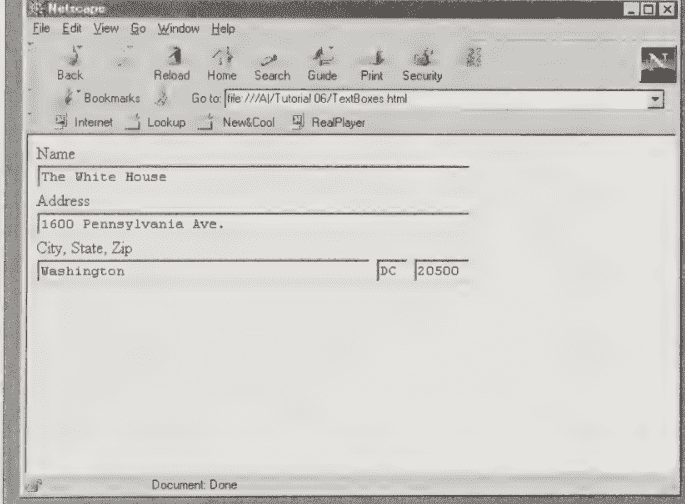 Netscape
File Edit View Go Window Help
Back Reload Home Search Guide Print Security
N
Bookmarks Go to: file:///A|/Tutorial.06/TextBoxes.html
Internet Lookup New&Cool RealPlayer
Name
The White House
Address
1600 Pennsylvania Ave.
City, State, Zip
Washington DC 20500
Document: Done